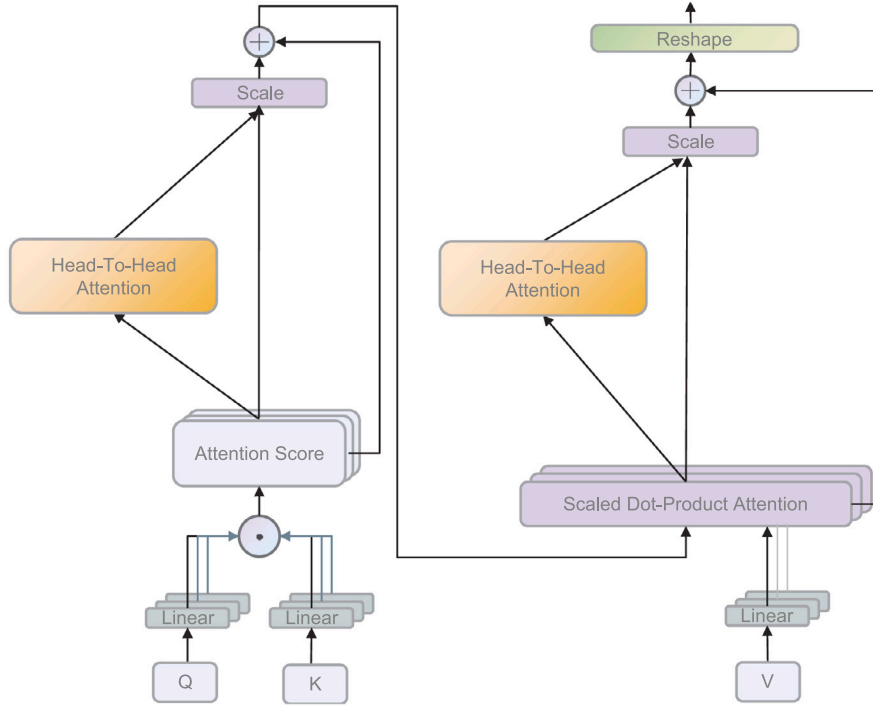 Scale
Head-To-Head
Attention
Attention Score
Linear
Linear
Q
K
Reshape
Scale
Head-To-Head
Attention
Scaled Dot-Product Attention
Linear
V